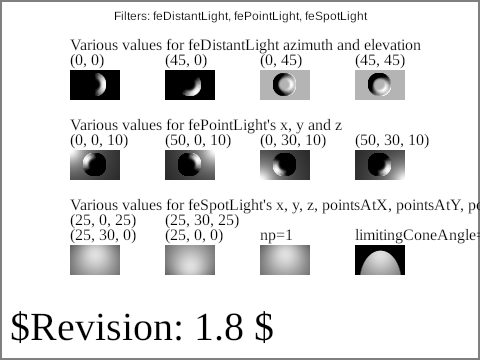 Filters: feDistantLight, fePointLight, feSpotLight
Various values for feDistantLight azimuth and elevation
(0, 0) (45, 0) (0, 45) (45, 45)
Various values for fePointLight's x, y and z
(0, 0, 10) (50, 0, 10) (0, 30, 10) (50, 30, 10)
Various values for feSpotLight's x, y, z, pointsAtX, pointsAtY, po
(25, 0, 25) (25, 30, 25)
(25, 30, 0) (25, 0, 0) np=1 limitingConeAngle=
$Revision: 1.8 $